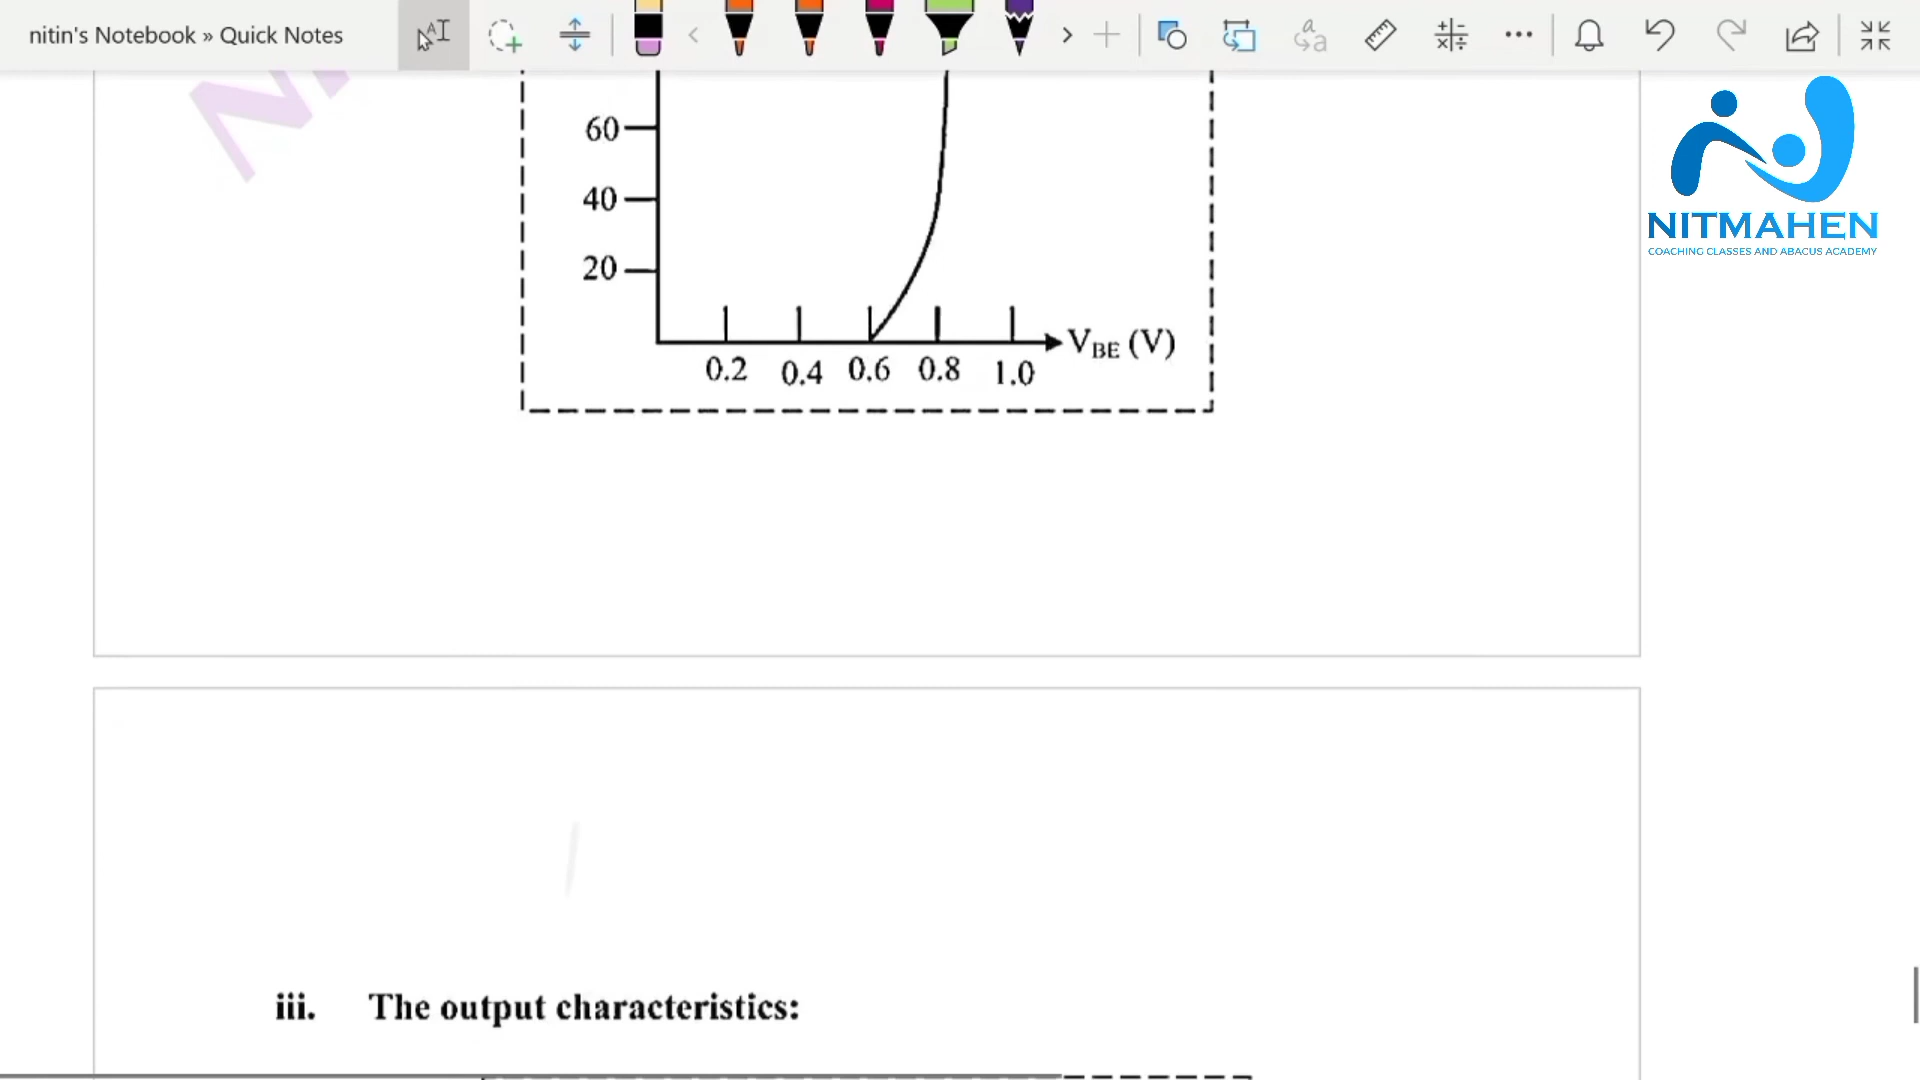 nitin's Notebook » Quick Notes
NITMAHEN
COACHING CLASSES AND ABACUS ACADEMY
60
40
20
V_BE (V)
0.2 0.4 0.6 0.8 1.0
iii. The output characteristics: